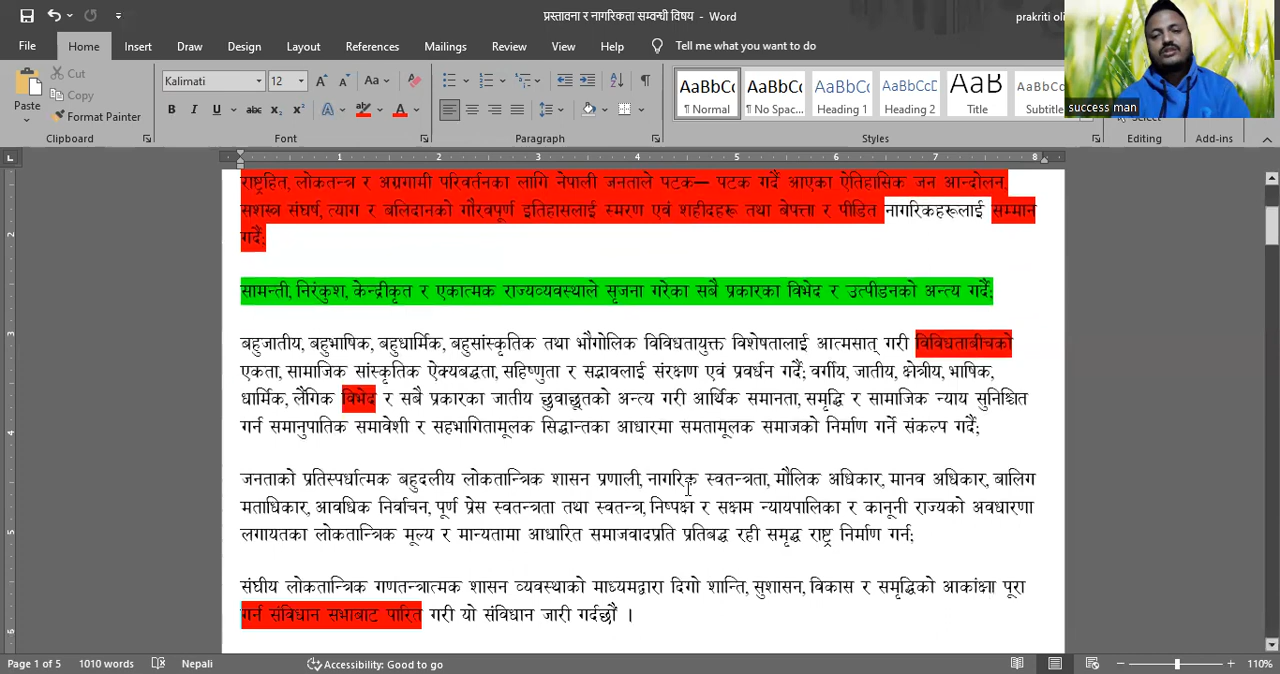 प्रस्तावना र नागरिकता सम्वन्धी विषय - Word
prakriti oli
File Home Insert Draw Design Layout References Mailings Review View Help Tell me what you want to do
success man
Paste
Cut
Copy
Format Painter
Kalimati 12
AaBbCc AaBbCc AaBbC AaBbCcD AaB AaBbCc
¶ Normal ¶ No Spac... Heading 1 Heading 2 Title Subtitle
Clipboard Font Paragraph Styles Editing Add-ins
1 2 3 4 5 6 7 8
राष्ट्रहित, लोकतन्त्र र अग्रगामी परिवर्तनका लागि नेपाली जनताले पटक– पटक गर्दै आएका ऐतिहासिक जन आन्दोलन,
सशस्त्र संघर्ष, त्याग र बलिदानको गौरवपूर्ण इतिहासलाई स्मरण एवं शहीदहरू तथा बेपत्ता र पीडित नागरिकहरूलाई सम्मान
गर्दै;
सामन्ती, निरंकुश, केन्द्रीकृत र एकात्मक राज्यव्यवस्थाले सृजना गरेका सबै प्रकारका विभेद र उत्पीडनको अन्त्य गर्दै;
बहुजातीय, बहुभाषिक, बहुधार्मिक, बहुसांस्कृतिक तथा भौगोलिक विविधतायुक्त विशेषतालाई आत्मसात् गरी विविधताबीचको
एकता, सामाजिक सांस्कृतिक ऐक्यबद्धता, सहिष्णुता र सद्भावलाई संरक्षण एवं प्रवर्धन गर्दै; वर्गीय, जातीय, क्षेत्रीय, भाषिक,
धार्मिक, लैंगिक विभेद र सबै प्रकारका जातीय छुवाछूतको अन्त्य गरी आर्थिक समानता, समृद्धि र सामाजिक न्याय सुनिश्चित
गर्न समानुपातिक समावेशी र सहभागितामूलक सिद्धान्तका आधारमा समतामूलक समाजको निर्माण गर्ने संकल्प गर्दै;
जनताको प्रतिस्पर्धात्मक बहुदलीय लोकतान्त्रिक शासन प्रणाली, नागरिक स्वतन्त्रता, मौलिक अधिकार, मानव अधिकार, बालिग
मताधिकार, आवधिक निर्वाचन, पूर्ण प्रेस स्वतन्त्रता तथा स्वतन्त्र, निष्पक्ष र सक्षम न्यायपालिका र कानूनी राज्यको अवधारणा
लगायतका लोकतान्त्रिक मूल्य र मान्यतामा आधारित समाजवादप्रति प्रतिबद्ध रही समृद्ध राष्ट्र निर्माण गर्न;
संघीय लोकतान्त्रिक गणतन्त्रात्मक शासन व्यवस्थाको माध्यमद्वारा दिगो शान्ति, सुशासन, विकास र समृद्धिको आकांक्षा पूरा
गर्न संविधान सभाबाट पारित गरी यो संविधान जारी गर्दछौं ।
Page 1 of 5 1010 words Nepali Accessibility: Good to go 110%